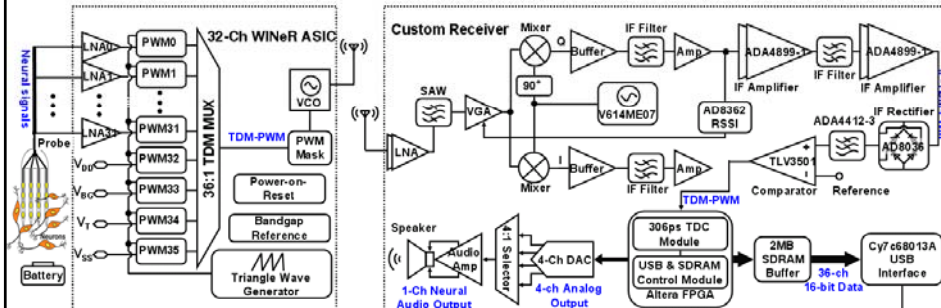 Neural signals
Probe
Neurons
Battery
LNA0
LNA1
LNA31
V_DD
V_BG
V_T
V_SS
32-Ch WINeR ASIC
PWM0
PWM1
PWM31
PWM32
PWM33
PWM34
PWM35
36:1 TDM MUX
TDM-PWM
VCO
PWM
Mask
Power-on-
Reset
Bandgap
Reference
Triangle Wave
Generator
Custom Receiver
LNA
SAW
VGA
Mixer
Q
90°
V614ME07
Mixer
I
Buffer
IF Filter
Amp
Buffer
IF Filter
Amp
AD8362
RSSI
ADA4899-1
IF Amplifier
IF Filter
ADA4899-1
IF Amplifier
IF Rectifier
AD8036
ADA4412-3
TLV3501
Comparator
Reference
TDM-PWM
306ps TDC
Module
USB & SDRAM
Control Module
Altera FPGA
2MB
SDRAM
Buffer
36-ch
16-bit Data
Cy7c68013A
USB
Interface
4-Ch DAC
4-ch Analog
Output
4:1 Selector
Audio
Amp
Speaker
1-Ch Neural
Audio Output